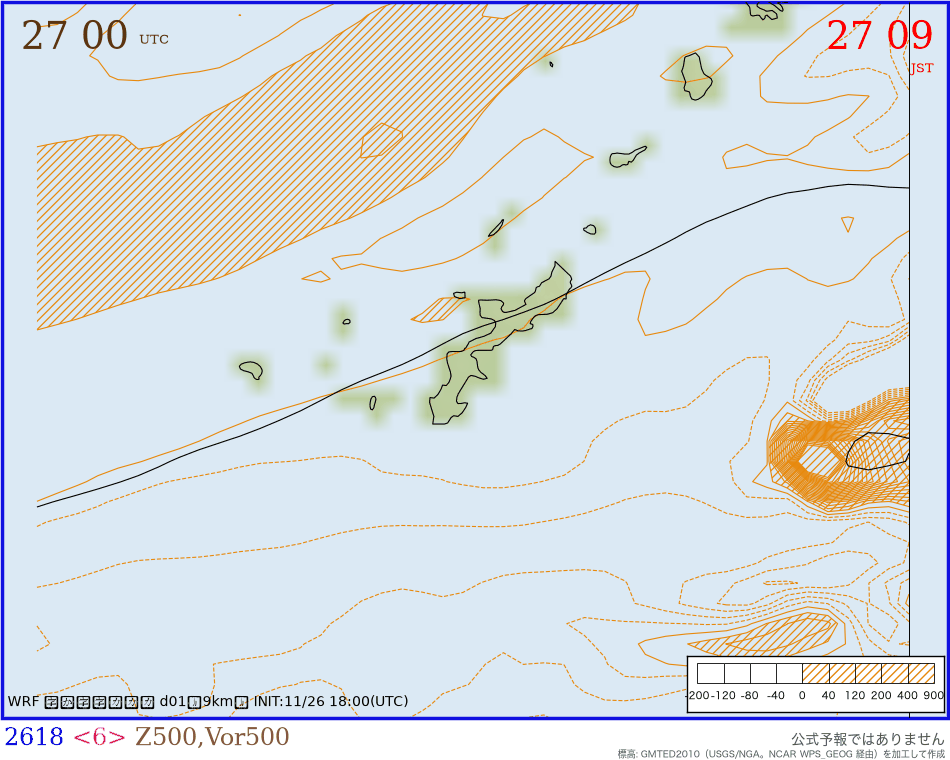 27 00 UTC
27 09
JST
-200 -120 -80 -40 0 40 120 200 400 900
WRF d01 9km INIT:11/26 18:00(UTC)
2618 <6> Z500,Vor500
公式予報ではありません
標高: GMTED2010（USGS/NGA。NCAR WPS_GEOG 経由）を加工して作成